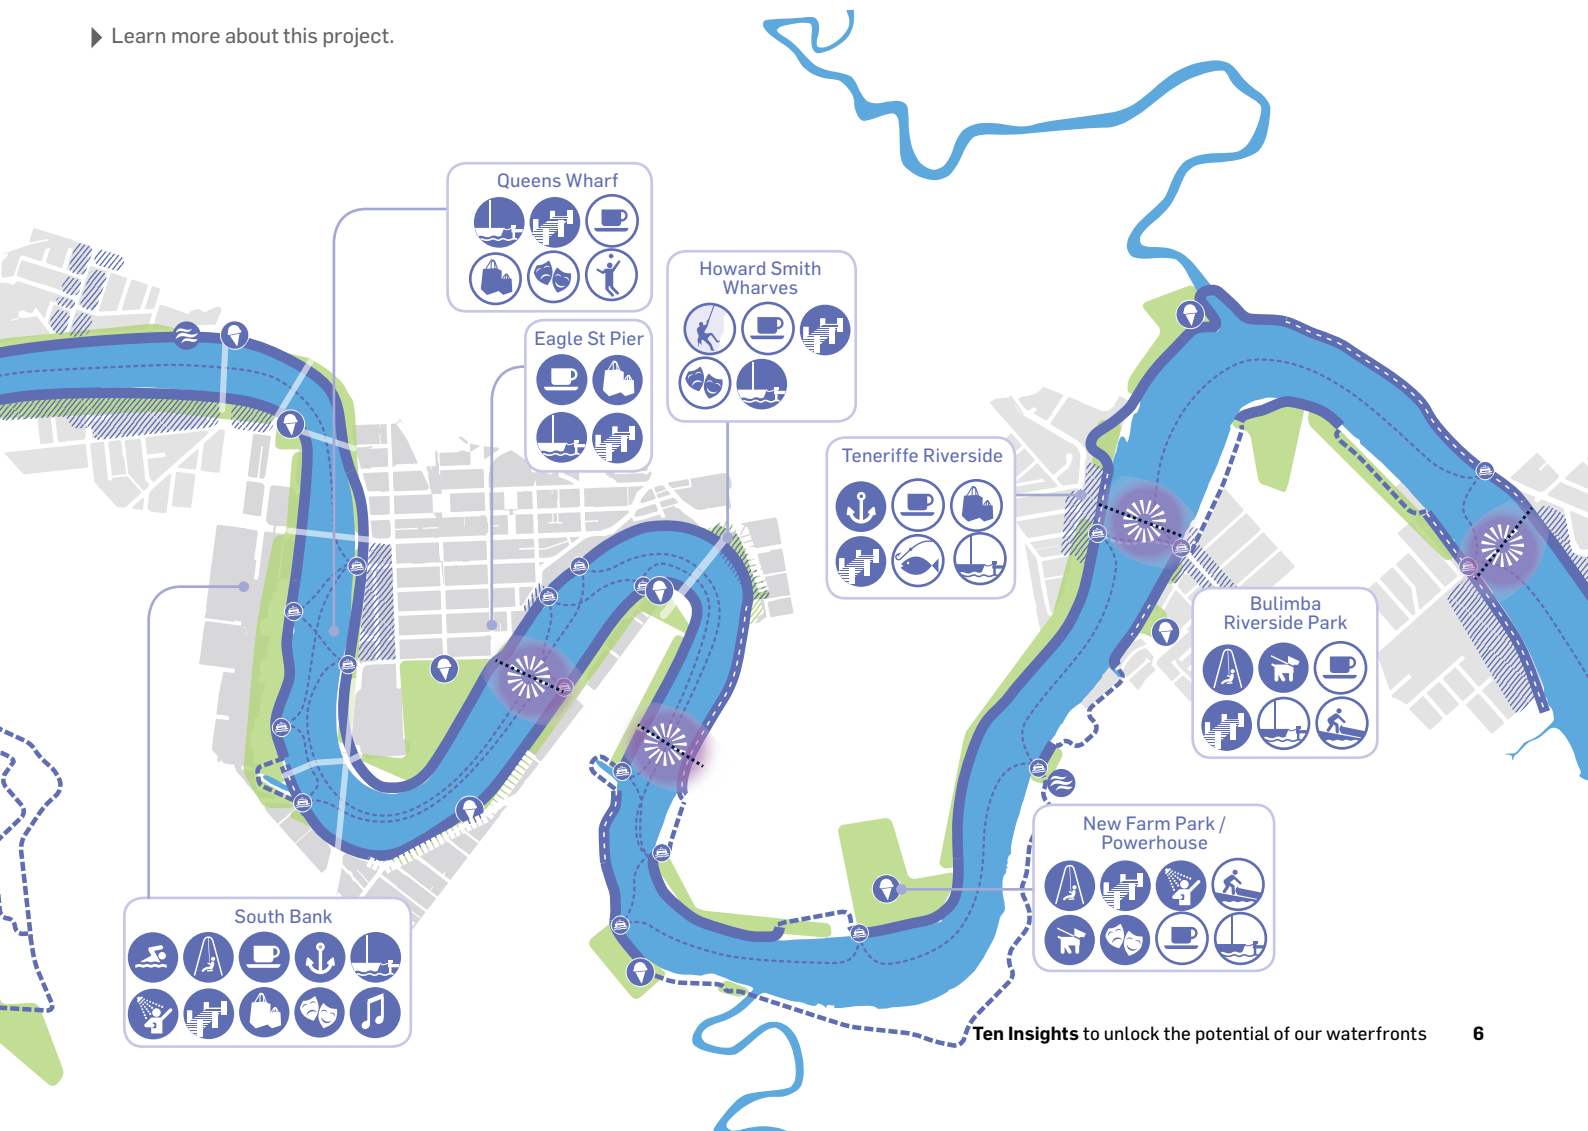 Learn more about this project.
Queens Wharf
Howard Smith
Wharves
Eagle St Pier
Teneriffe Riverside
Bulimba
Riverside Park
New Farm Park /
Powerhouse
South Bank
Ten Insights to unlock the potential of our waterfronts 6